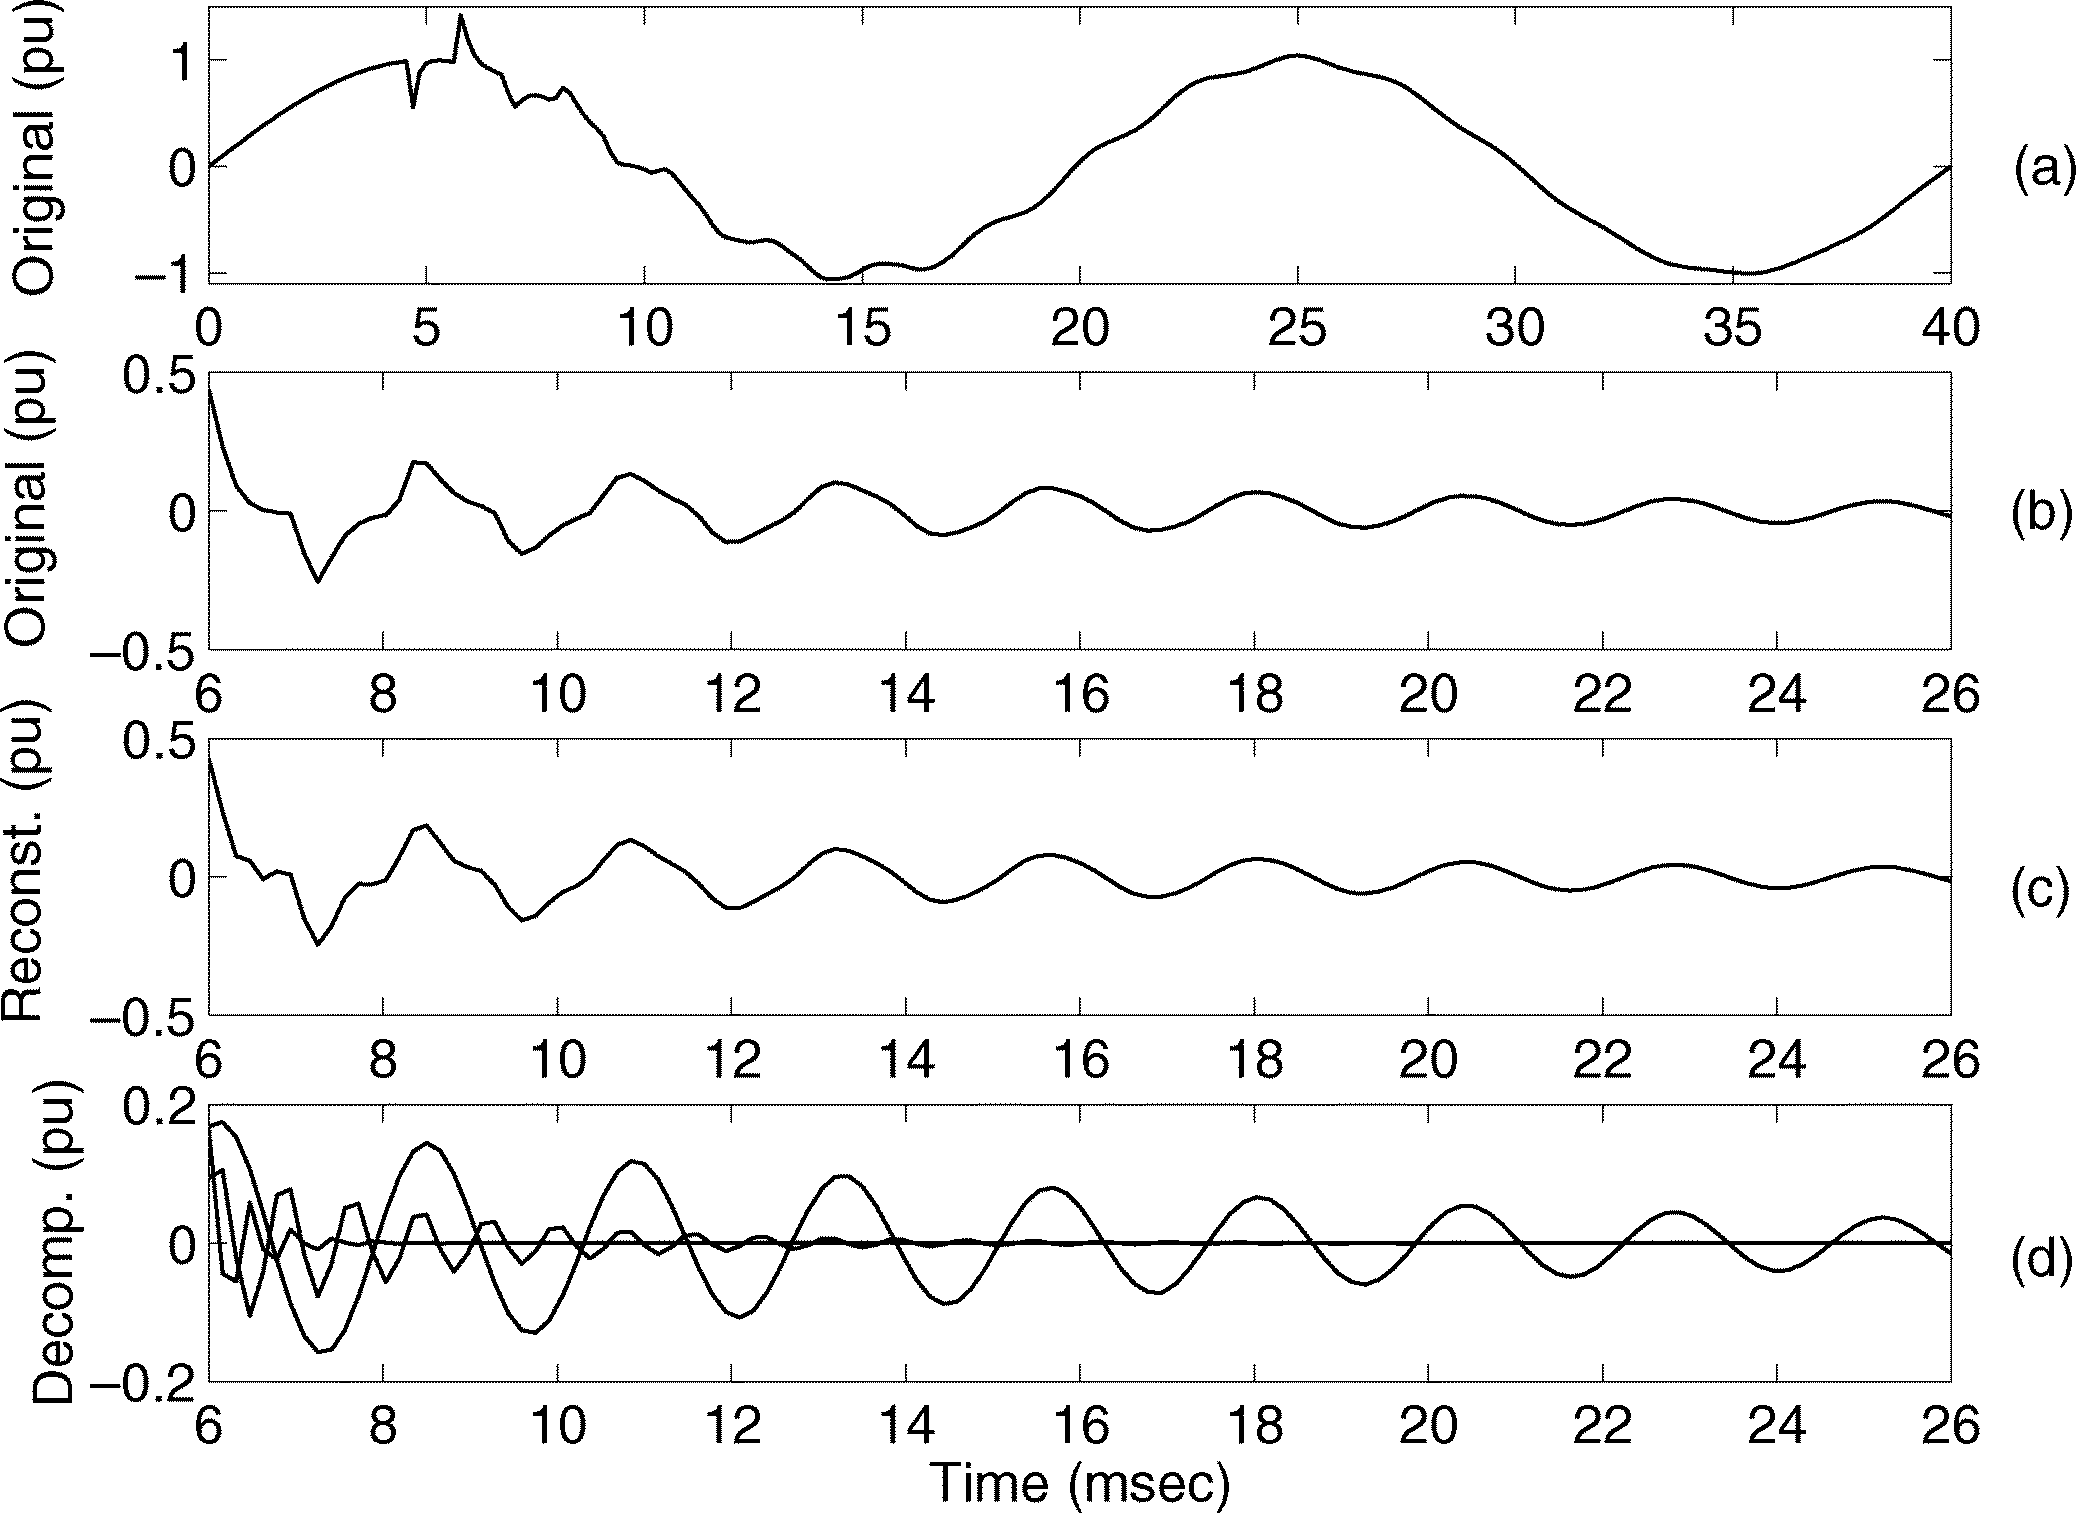 Original (pu)
1
0
−1
0 5 10 15 20 25 30 35 40
(a)
Original (pu)
0.5
0
−0.5
6 8 10 12 14 16 18 20 22 24 26
(b)
Reconst. (pu)
0.5
0
−0.5
6 8 10 12 14 16 18 20 22 24 26
(c)
Decomp. (pu)
0.2
0
−0.2
6 8 10 12 14 16 18 20 22 24 26
(d)
Time (msec)